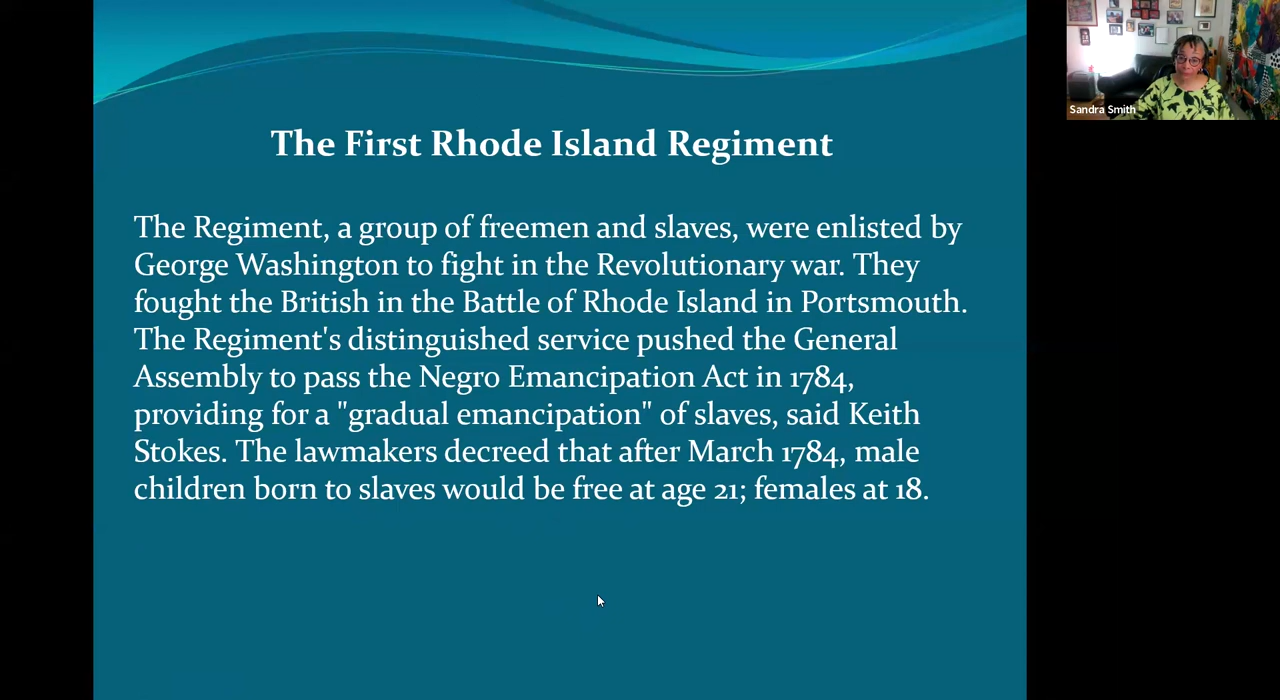 The First Rhode Island Regiment
The Regiment, a group of freemen and slaves, were enlisted by
George Washington to fight in the Revolutionary war. They
fought the British in the Battle of Rhode Island in Portsmouth.
The Regiment's distinguished service pushed the General
Assembly to pass the Negro Emancipation Act in 1784,
providing for a "gradual emancipation" of slaves, said Keith
Stokes. The lawmakers decreed that after March 1784, male
children born to slaves would be free at age 21; females at 18.
Sandra Smith